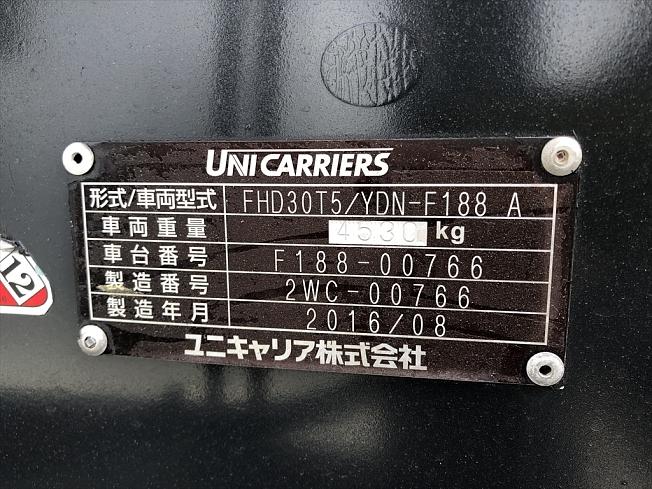 UNICARRIERS
形式/車両型式 FHD30T5/YDN-F188 A
車両重量 4530 kg
車台番号 F188-00766
製造番号 2WC-00766
製造年月 2016/08
ユニキャリア株式会社
12